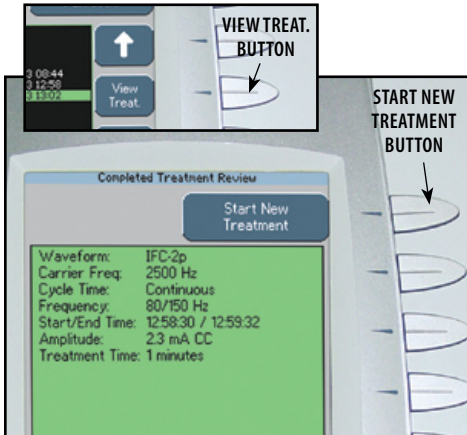 VIEW TREAT.
BUTTON
3 08:44
3 12:58
3 13:02
View
Treat.
START NEW
TREATMENT
BUTTON
Completed Treatment Review
Start New
Treatment
Waveform: IFC-2p
Carrier Freq: 2500 Hz
Cycle Time: Continuous
Frequency: 80/150 Hz
Start/End Time: 12:58:30 / 12:59:32
Amplitude: 2.3 mA CC
Treatment Time: 1 minutes